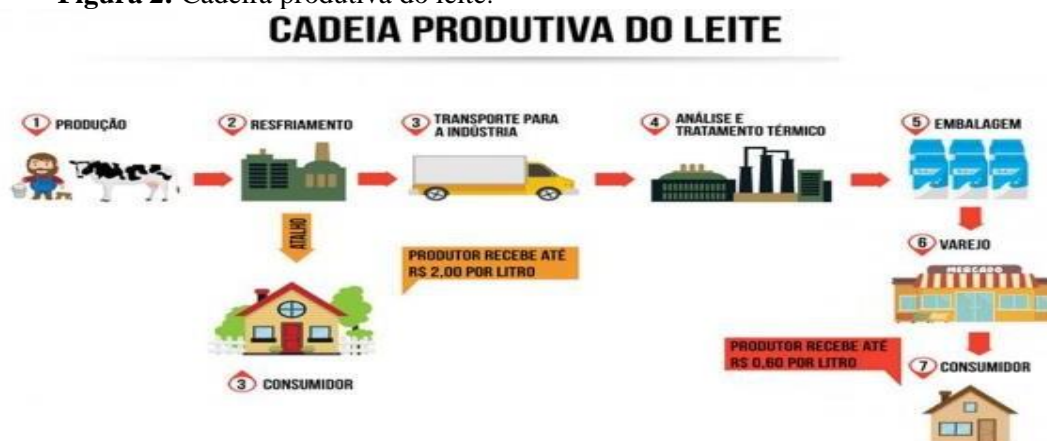 Figura 2: Cadeira produtiva do leite.
CADEIA PRODUTIVA DO LEITE
1 PRODUÇÃO
2 RESFRIAMENTO
3 TRANSPORTE PARA
A INDÚSTRIA
4 ANÁLISE E
TRATAMENTO TÉRMICO
5 EMBALAGEM
ATALHO
PRODUTOR RECEBE ATÉ
R$ 2,00 POR LITRO
6 VAREJO
MERCADO
3 CONSUMIDOR
PRODUTOR RECEBE ATÉ
R$ 0,60 POR LITRO
7 CONSUMIDOR